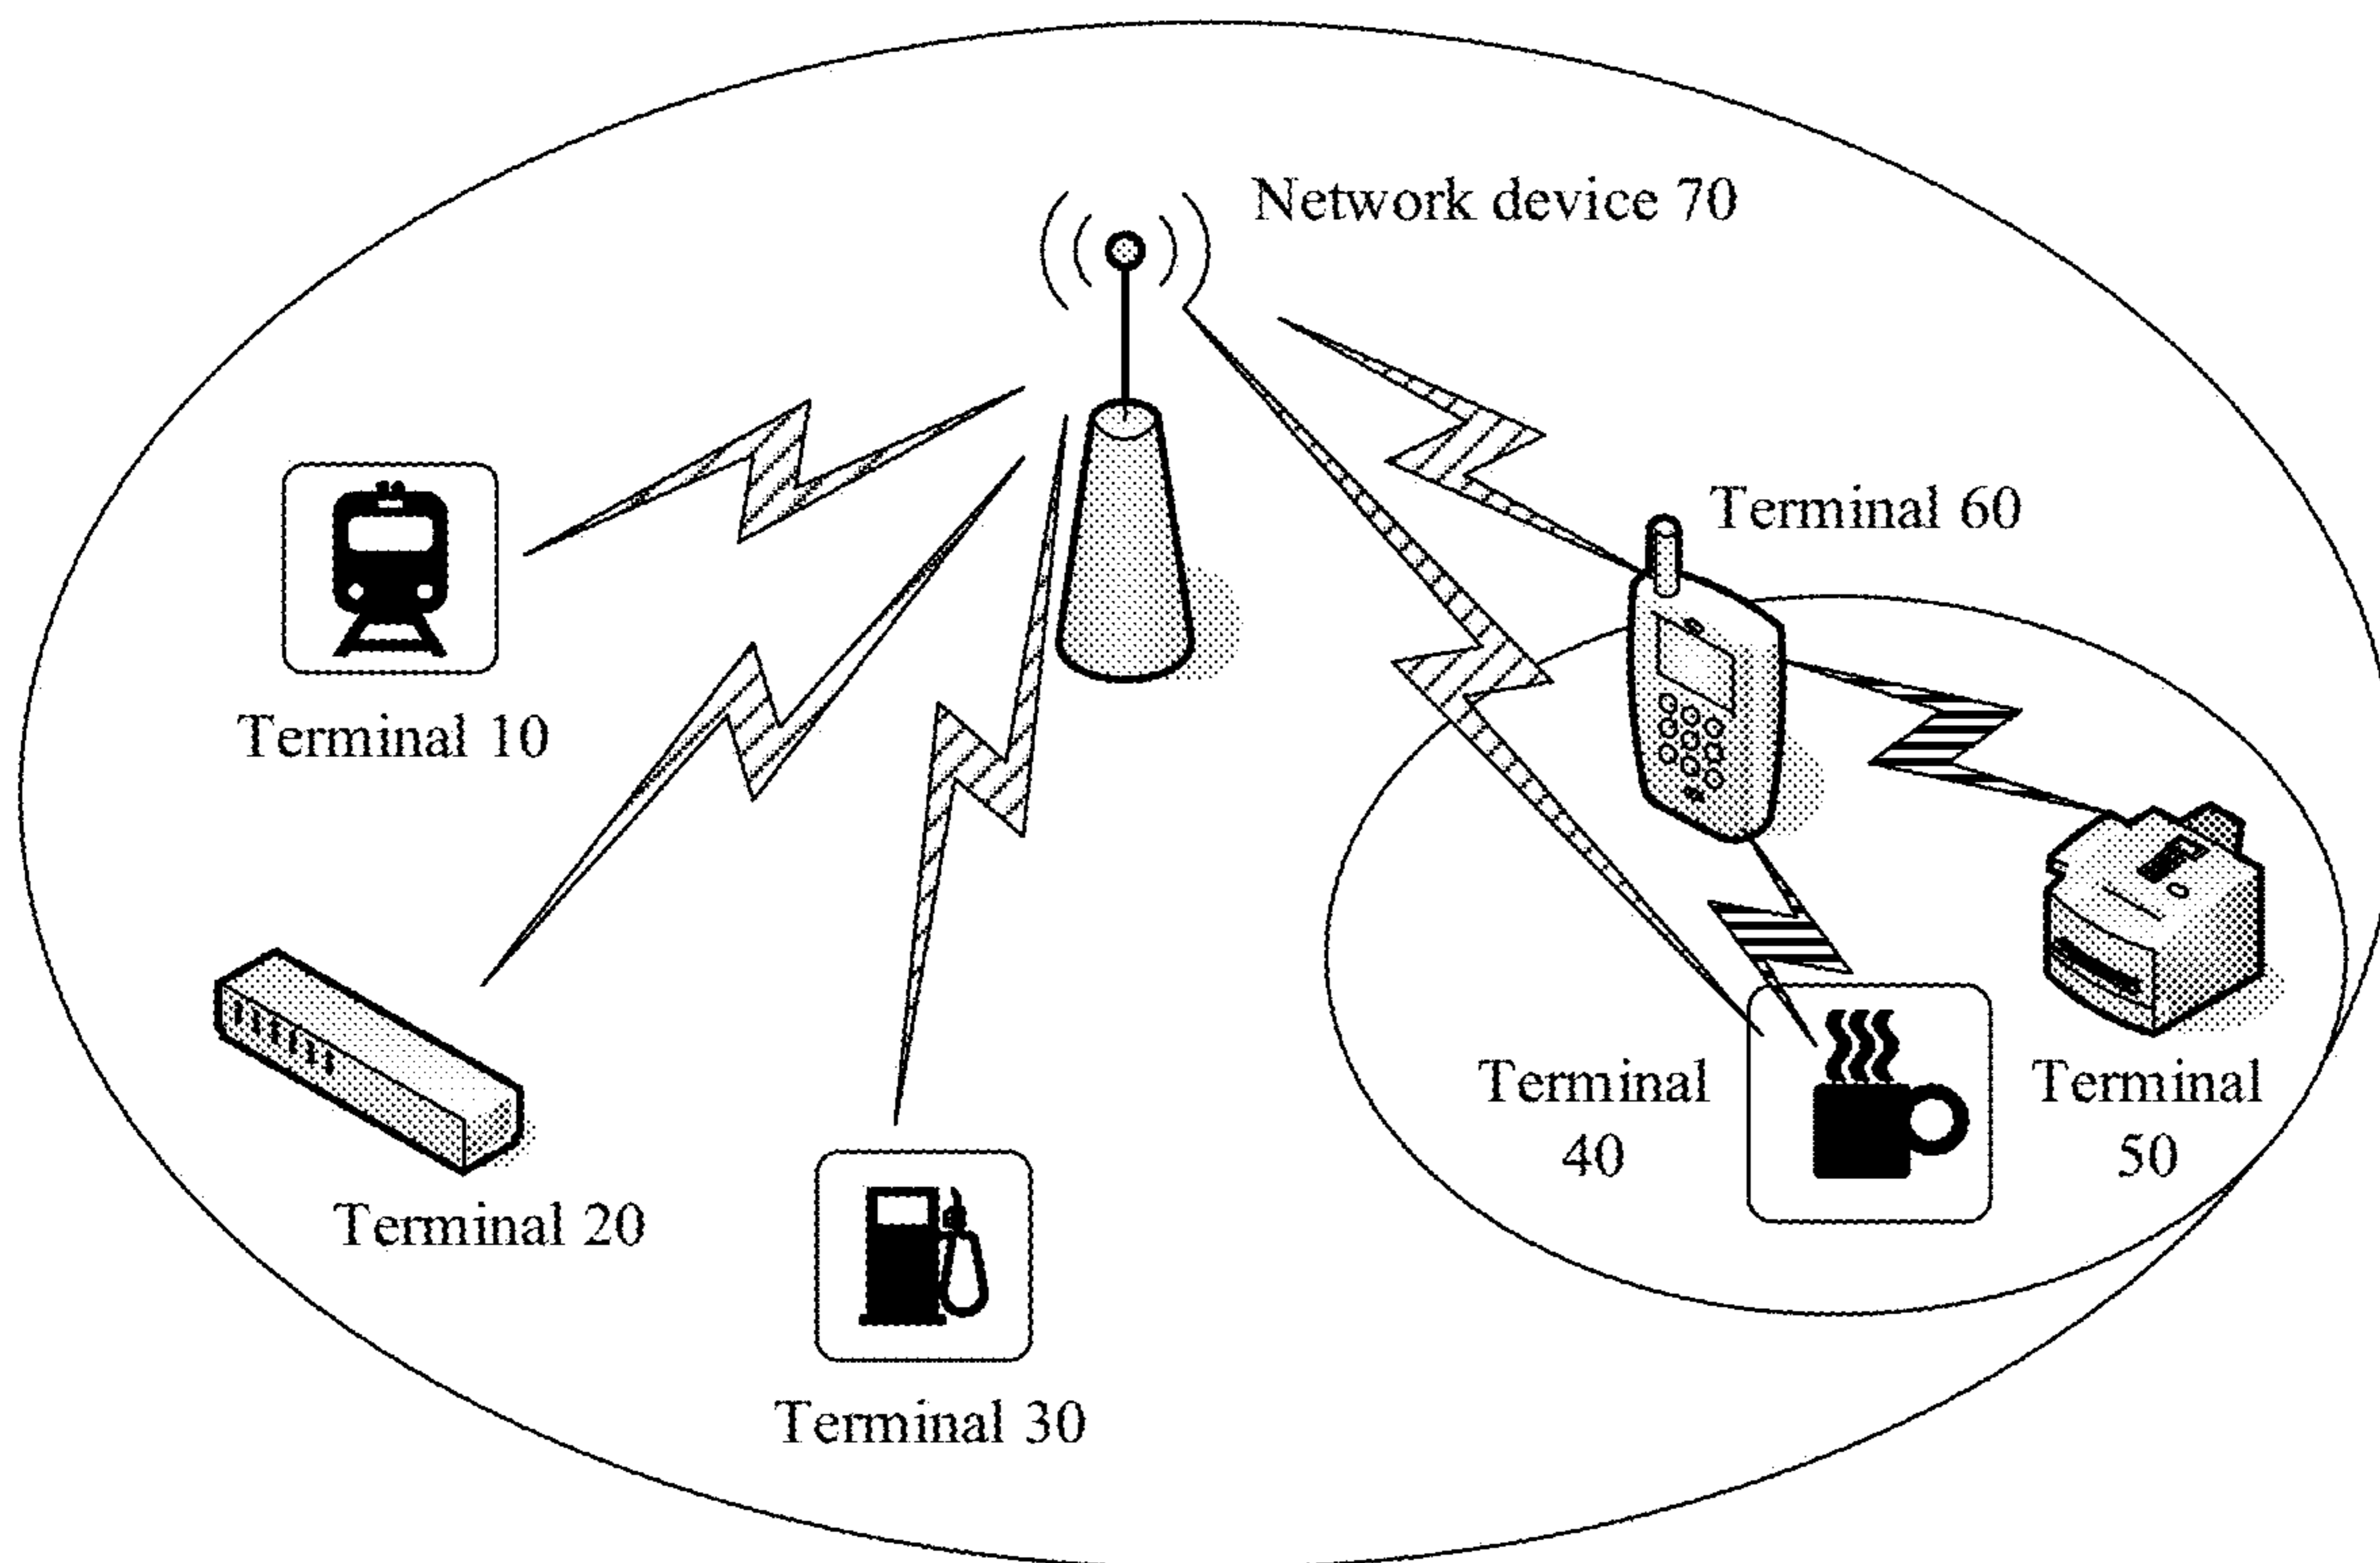 Network device 70
Terminal 60
Terminal 10
Terminal
40
Terminal
50
Terminal 20
Terminal 30